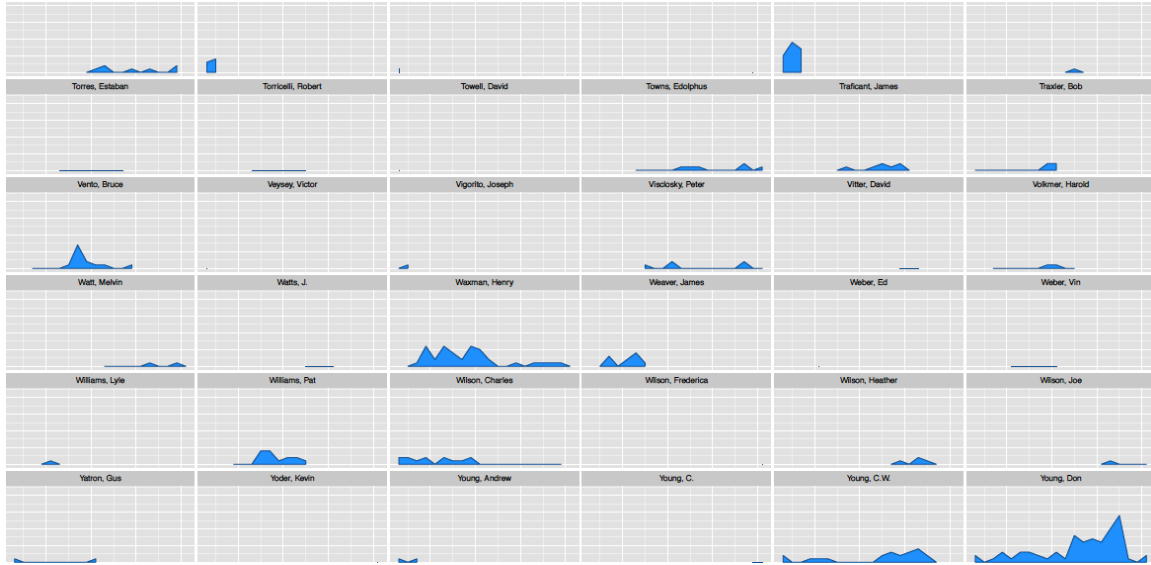 Torres, Estaban Torricelli, Robert Towell, David Towns, Edolphus Traficant, James Traxler, Bob
Vento, Bruce Veysey, Victor Vigorito, Joseph Visclosky, Peter Vitter, David Volkmer, Harold
Watt, Melvin Watts, J. Waxman, Henry Weaver, James Weber, Ed Weber, Vin
Williams, Lyle Williams, Pat Wilson, Charles Wilson, Frederica Wilson, Heather Wilson, Joe
Yatron, Gus Yoder, Kevin Young, Andrew Young, C. Young, C.W. Young, Don